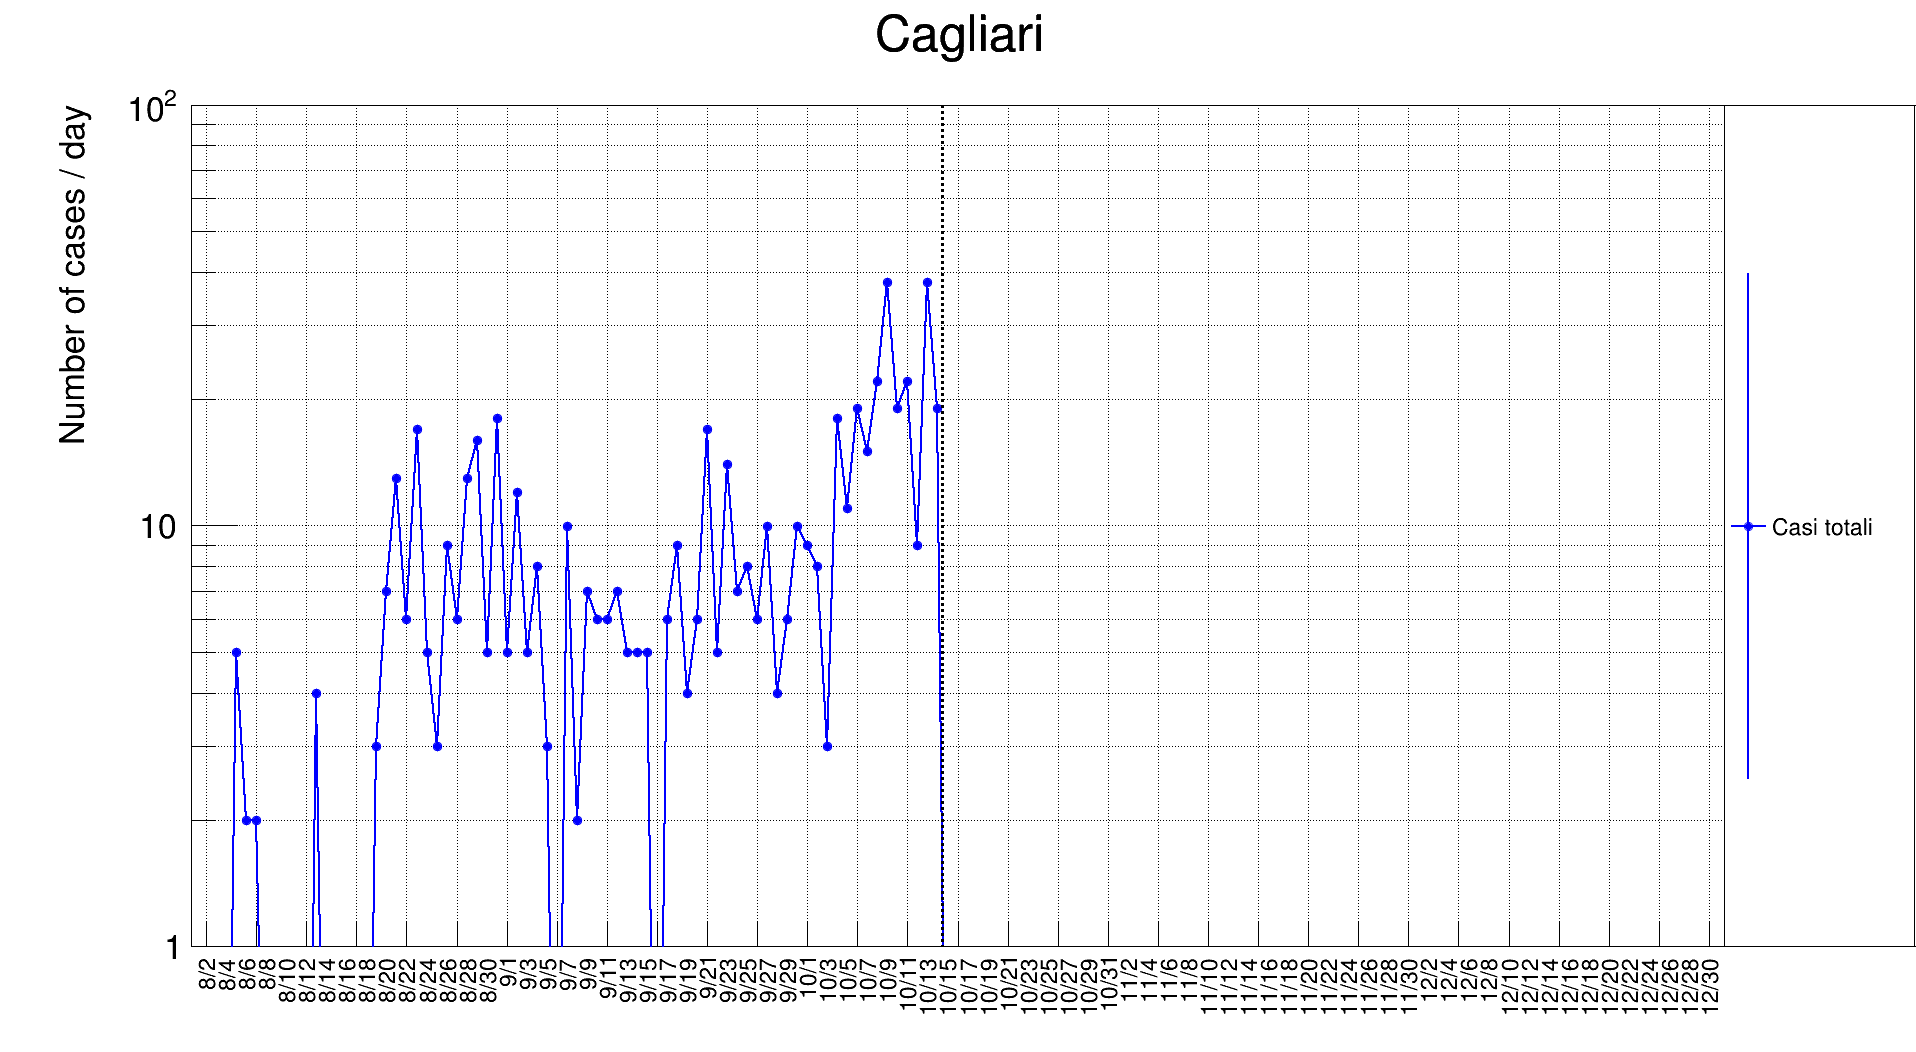 Cagliari
Number of cases / day
10²
10
1
8/2 8/4 8/6 8/8 8/10 8/12 8/14 8/16 8/18 8/20 8/22 8/24 8/26 8/28 8/30 9/1 9/3 9/5 9/7 9/9 9/11 9/13 9/15 9/17 9/19 9/21 9/23 9/25 9/27 9/29 10/1 10/3 10/5 10/7 10/9 10/11 10/13 10/15 10/17 10/19 10/21 10/23 10/25 10/27 10/29 10/31 11/2 11/4 11/6 11/8 11/10 11/12 11/14 11/16 11/18 11/20 11/22 11/24 11/26 11/28 11/30 12/2 12/4 12/6 12/8 12/10 12/12 12/14 12/16 12/18 12/20 12/22 12/24 12/26 12/28 12/30
Casi totali